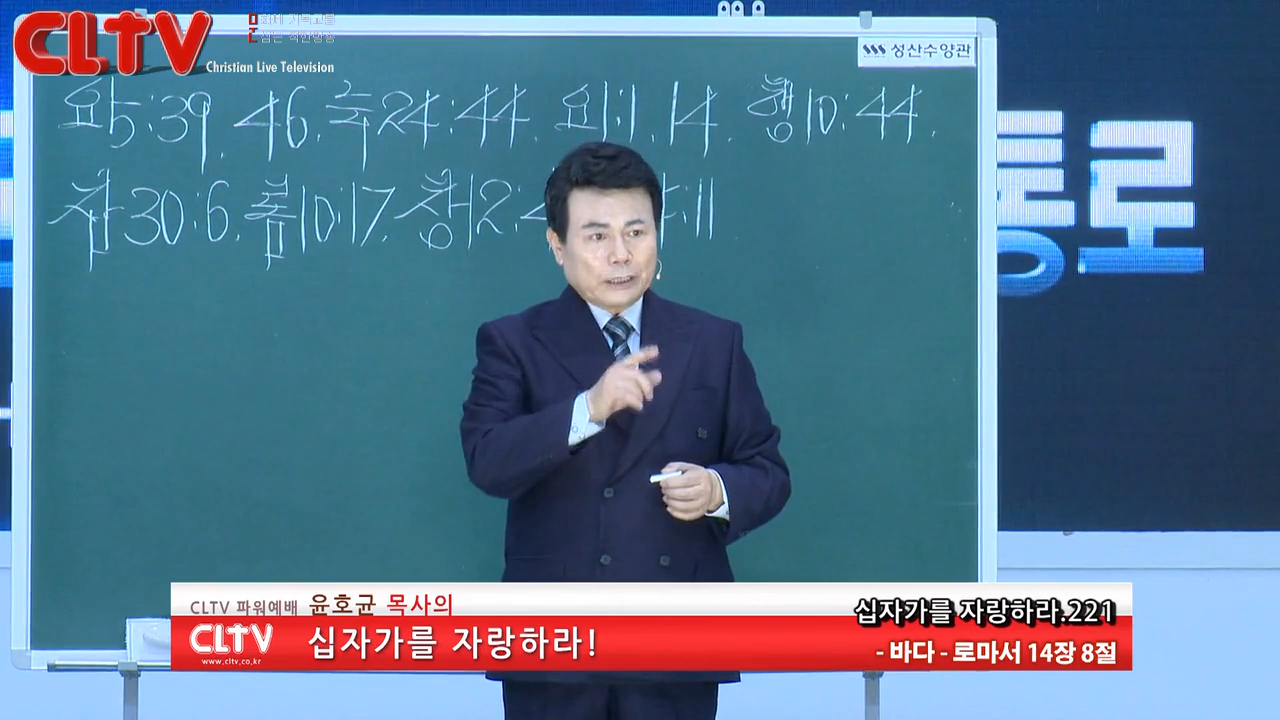 CLTV
Christian Live Television
성산수양관
요5:39, 46. 눅24:44. 요1:1, 14. 행10:44.
잠30:6. 롬10:17. 창12:4 :11
통로
CLTV 파워예배 윤호균 목사의
십자가를 자랑하라.221
CLTV
www.cltv.co.kr
십자가를 자랑하라!
- 바다 - 로마서 14장 8절